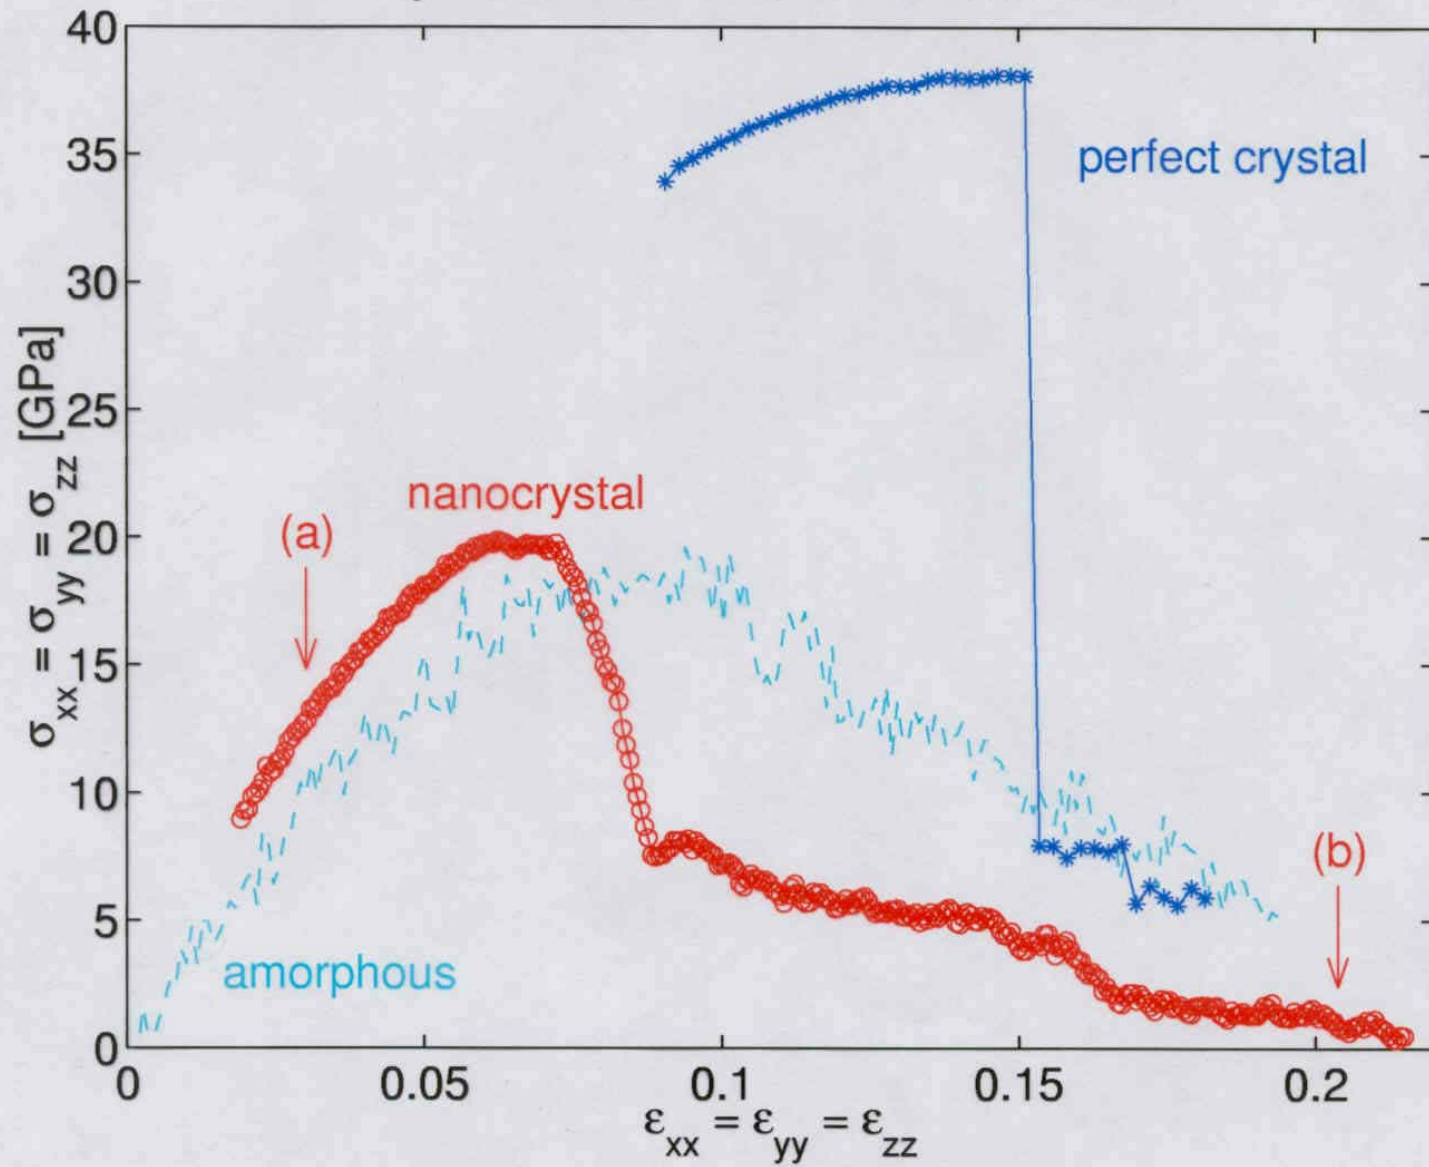 40
35
30
25
20
15
10
5
0
σxx = σyy = σzz [GPa]
perfect crystal
nanocrystal
(a)
(b)
amorphous
0 0.05 0.1 0.15 0.2
εxx = εyy = εzz